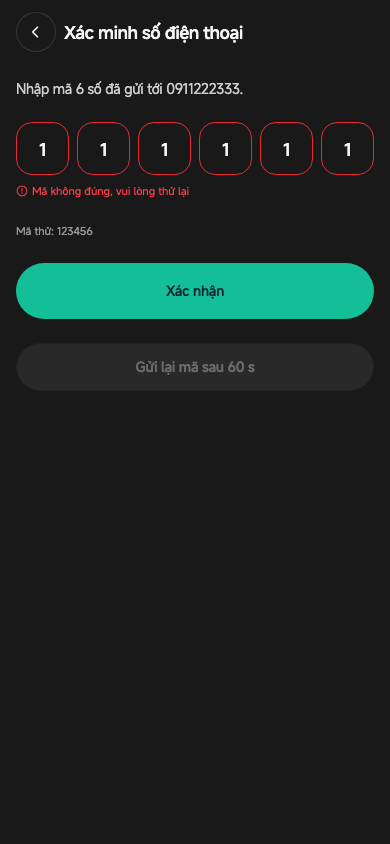 Xác minh số điện thoại
Nhập mã 6 số đã gửi tới 0911222333.
1 1 1 1 1 1
Mã không đúng, vui lòng thử lại
Mã thử: 123456
Xác nhận
Gửi lại mã sau 60 s